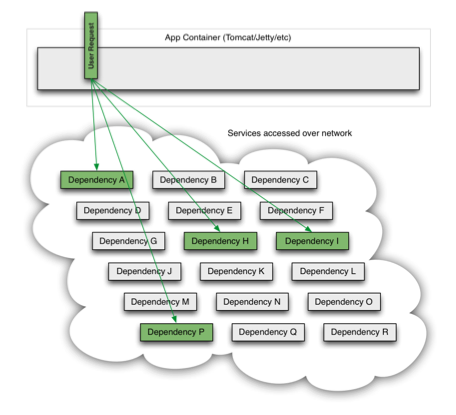 User Request
App Container (Tomcat/Jetty/etc)
Services accessed over network
Dependency A
Dependency B
Dependency C
Dependency D
Dependency E
Dependency F
Dependency G
Dependency H
Dependency I
Dependency J
Dependency K
Dependency L
Dependency M
Dependency N
Dependency O
Dependency P
Dependency Q
Dependency R